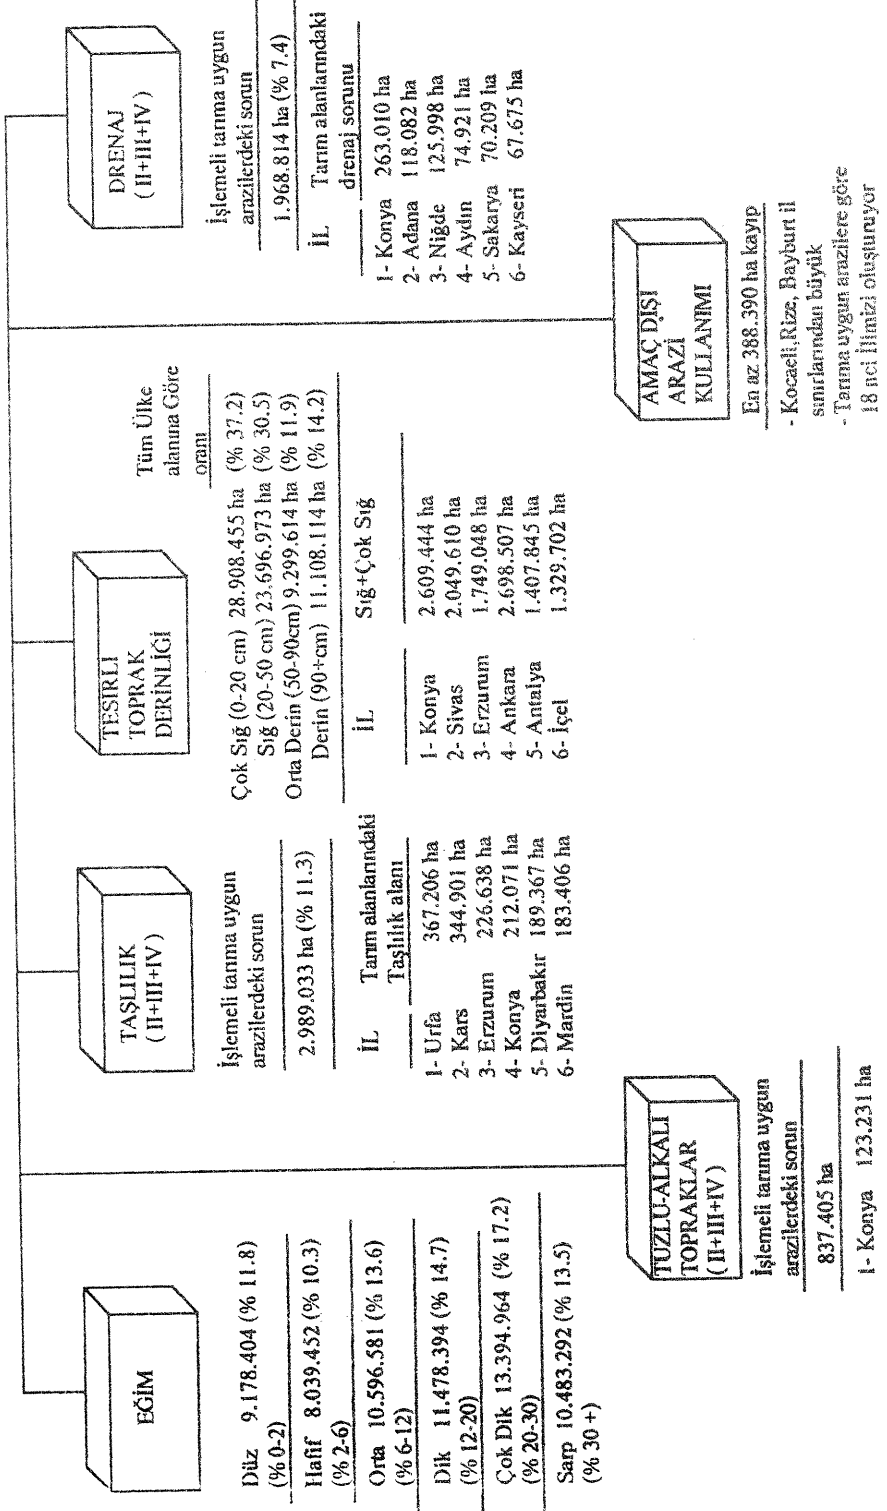 EĞİM
Düz 9.178.404 (% 11.8)
(% 0-2)
Hafif 8.039.452 (% 10.3)
(% 2-6)
Orta 10.596.581 (% 13.6)
(% 6-12)
Dik 11.478.394 (% 14.7)
(% 12-20)
Çok Dik 13.394.964 (% 17.2)
(% 20-30)
Sarp 10.483.292 (% 13.5)
(% 30 +)
TUZLU-ALKALI
TOPRAKLAR
( II+III+IV )
İşlemeli tarıma uygun
arazilerdeki sorun
837.405 ha
1- Konya 123.231 ha
TAŞLILIK
( II+III+IV )
İşlemeli tarıma uygun
arazilerdeki sorun
2.989.033 ha (% 11.3)
İL Tarım alanlarındaki
Taşlılık alanı
1- Urfa 367.206 ha
2- Kars 344.901 ha
3- Erzurum 226.638 ha
4- Konya 212.071 ha
5- Diyarbakır 189.367 ha
6- Mardin 183.406 ha
TESIRLI
TOPRAK
DERİNLİĞİ
Tüm Ülke
alanına Göre
oranı
Çok Sığ (0-20 cm) 28.908.455 ha (% 37.2)
Sığ (20-50 cm) 23.696.973 ha (% 30.5)
Orta Derin (50-90cm) 9.299.614 ha (% 11.9)
Derin (90+cm) 11.108.114 ha (% 14.2)
İL Sığ+Çok Sığ
1- Konya 2.609.444 ha
2- Sivas 2.049.610 ha
3- Erzurum 1.749.048 ha
4- Ankara 2.698.507 ha
5- Antalya 1.407.845 ha
6- İçel 1.329.702 ha
AMAÇ DIŞI
ARAZİ
KULLANIMI
En az 388.390 ha kayıp
- Kocaeli,Rize, Bayburt il
sınırlarından büyük
- Tarıma uygun arazilere göre
18 nci İlimizi oluşturuyor
DRENAJ
( II+III+IV )
İşlemeli tarıma uygun
arazilerdeki sorun
1.968.814 ha (% 7.4)
İL Tarım alanlarındaki
drenaj sorunu
1- Konya 263.010 ha
2- Adana 118.082 ha
3- Niğde 125.998 ha
4- Aydın 74.921 ha
5- Sakarya 70.209 ha
6- Kayseri 67.675 ha